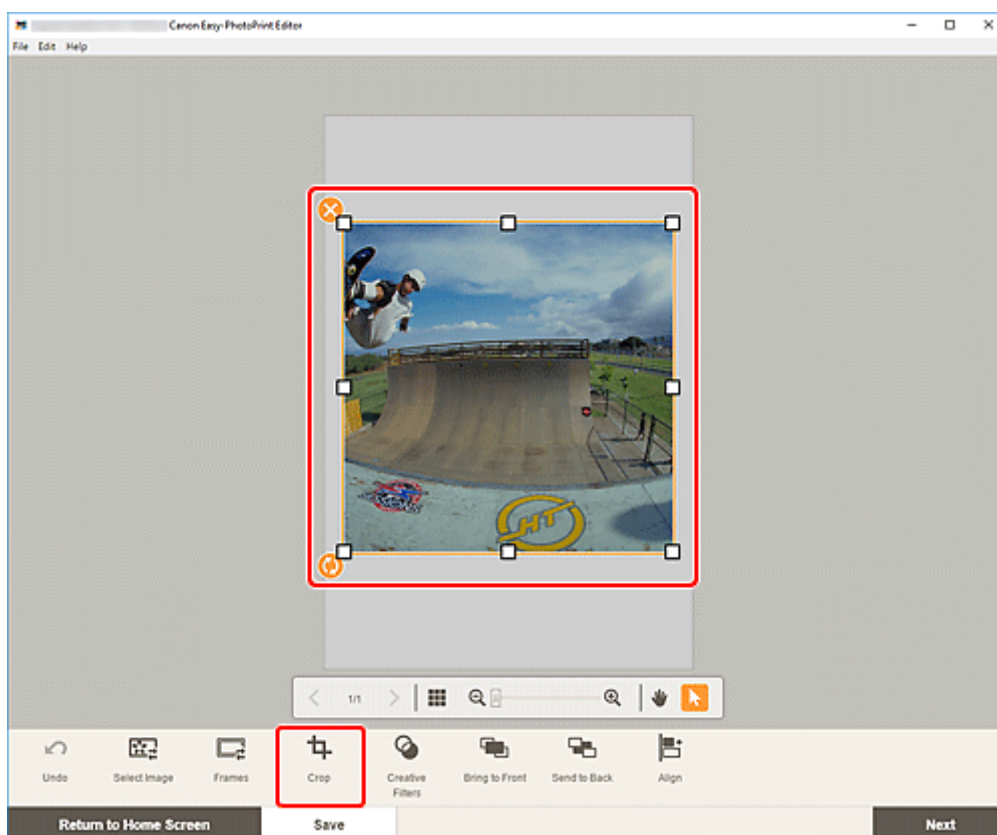 Canon Easy-PhotoPrint Editor
File Edit Help
HT
1/1
Undo
Select Image
Frames
Crop
Creative
Filters
Bring to Front
Send to Back
Align
Return to Home Screen
Save
Next